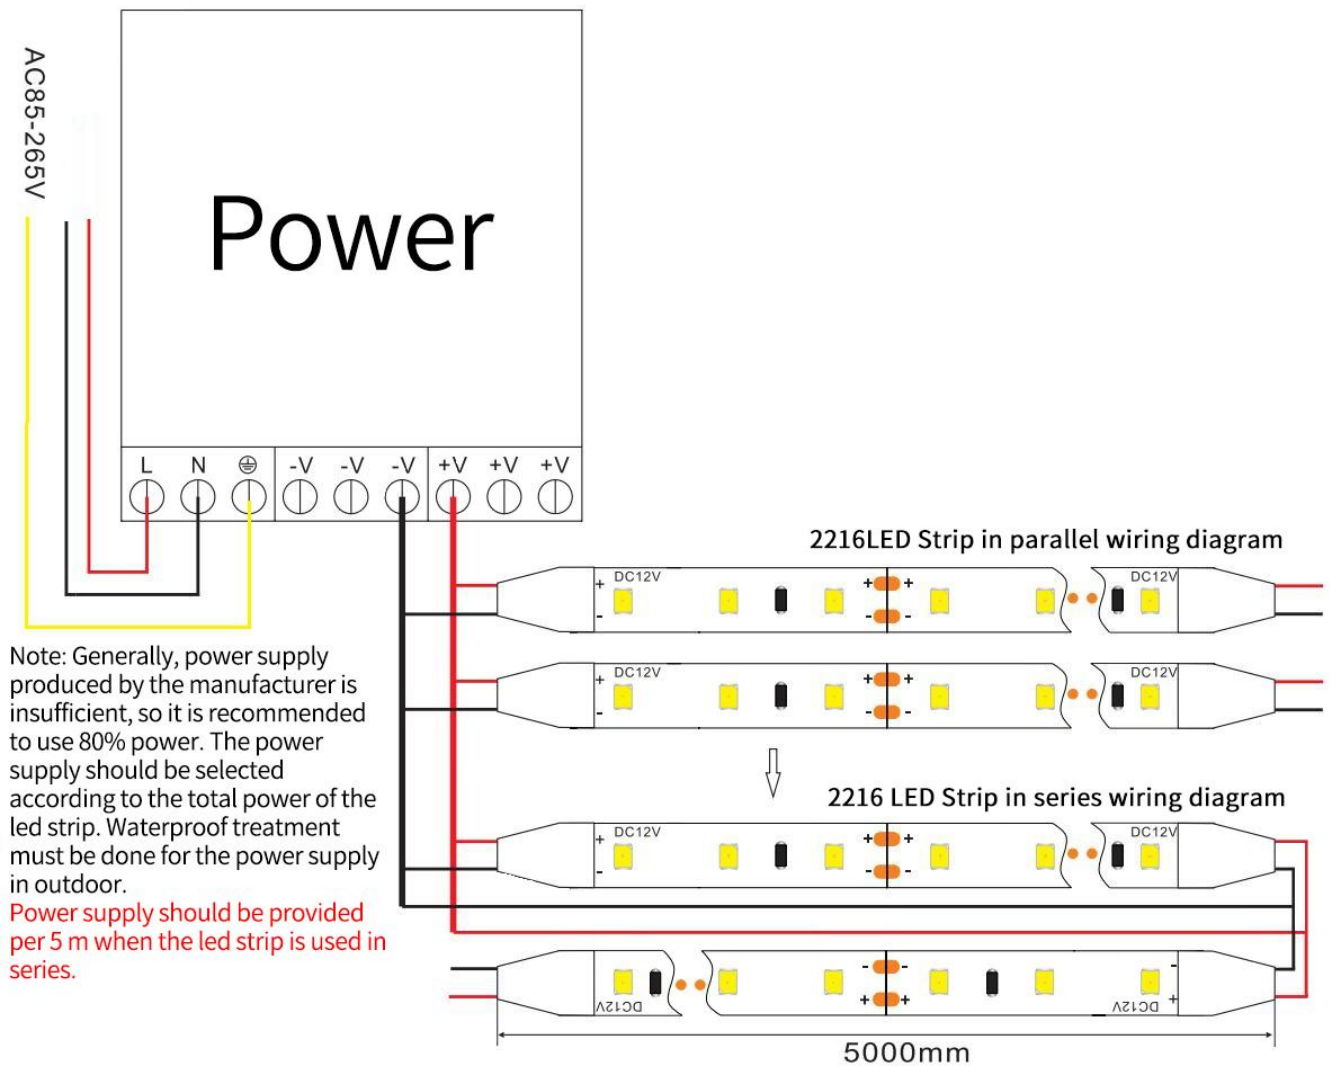 AC85-265V
Power
L N ⏚ -V -V -V +V +V +V
2216LED Strip in parallel wiring diagram
+ DC12V + + DC12V
- - -
+ DC12V + + DC12V
- - -
2216 LED Strip in series wiring diagram
+ DC12V + + DC12V
- - -
- - -
DC12V + + DC12V +
5000mm
Note: Generally, power supply
produced by the manufacturer is
insufficient, so it is recommended
to use 80% power. The power
supply should be selected
according to the total power of the
led strip. Waterproof treatment
must be done for the power supply
in outdoor.
Power supply should be provided
per 5 m when the led strip is used in
series.